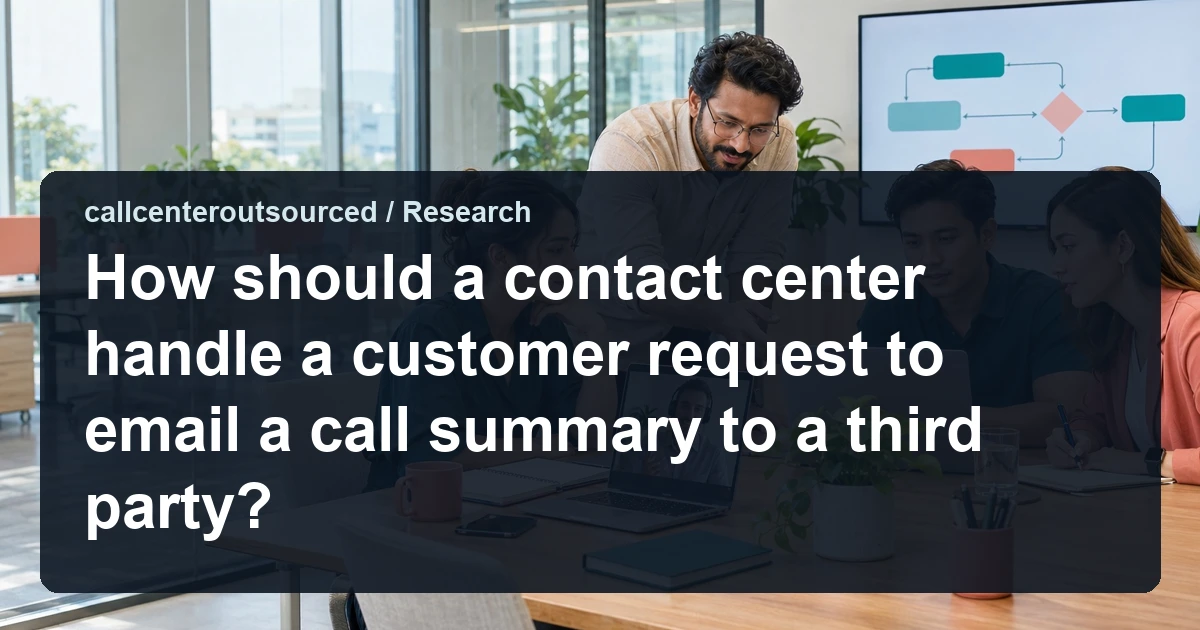 callcenteroutsourced / Research
How should a contact center
handle a customer request to
email a call summary to a third
party?